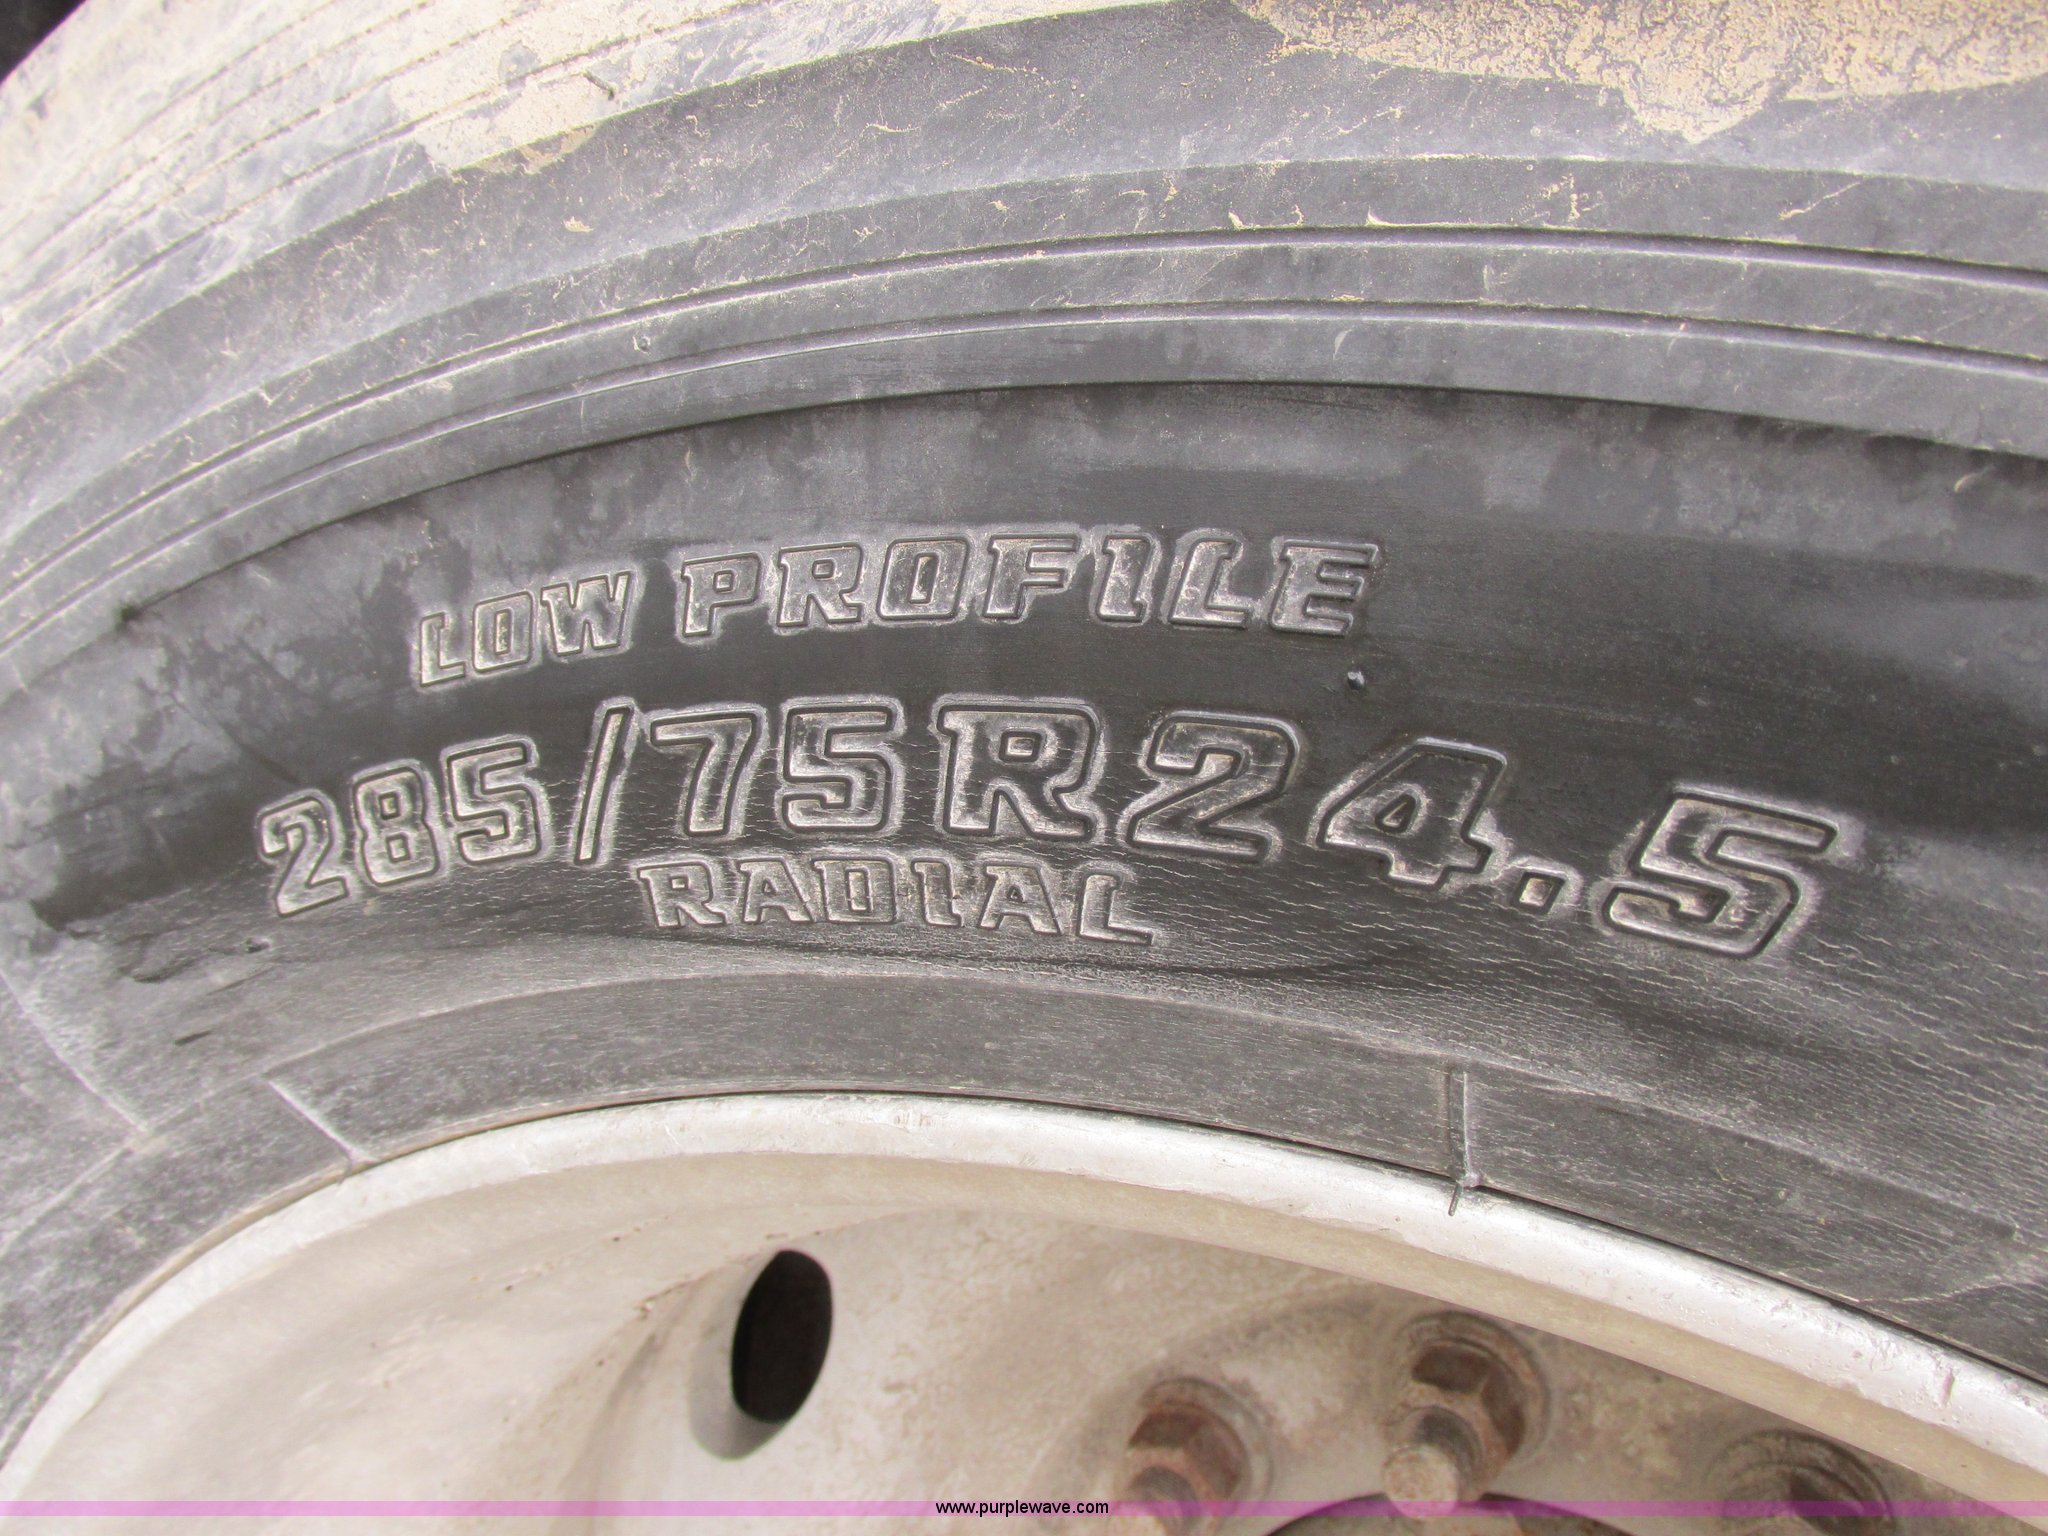 LOW PROFILE
285/75R24.5
RADIAL
www.purplewave.com